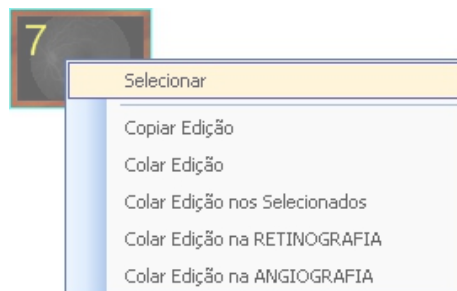 7
Selecionar
Copiar Edição
Colar Edição
Colar Edição nos Selecionados
Colar Edição na RETINOGRAFIA
Colar Edição na ANGIOGRAFIA